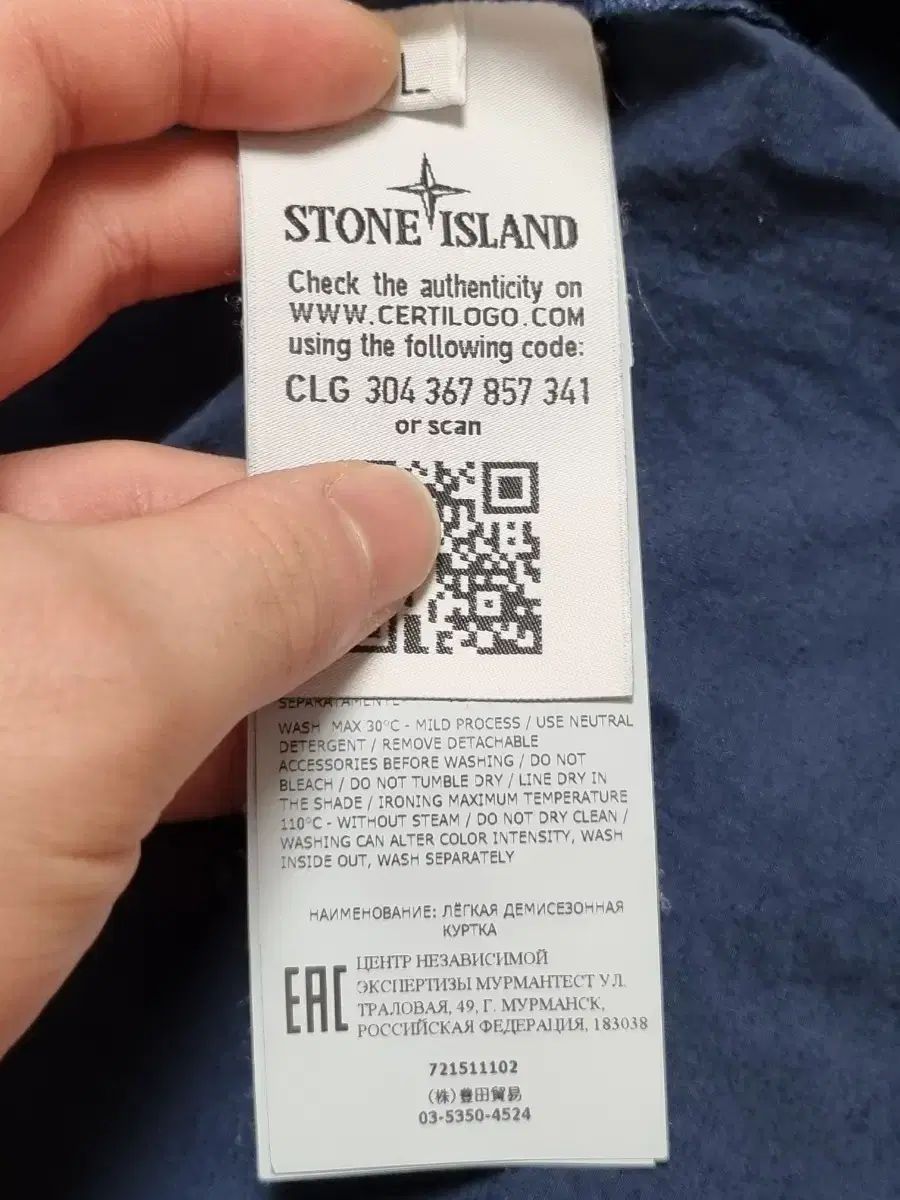 L
STONE ISLAND
Check the authenticity on
WWW.CERTILOGO.COM
using the following code:
CLG 304 367 857 341
or scan
SEPARATAMENTE
WASH MAX 30°C - MILD PROCESS / USE NEUTRAL
DETERGENT / REMOVE DETACHABLE
ACCESSORIES BEFORE WASHING / DO NOT
BLEACH / DO NOT TUMBLE DRY / LINE DRY IN
THE SHADE / IRONING MAXIMUM TEMPERATURE
110°C - WITHOUT STEAM / DO NOT DRY CLEAN /
WASHING CAN ALTER COLOR INTENSITY, WASH
INSIDE OUT, WASH SEPARATELY
НАИМЕНОВАНИЕ: ЛЁГКАЯ ДЕМИСЕЗОННАЯ
КУРТКА
EAC
ЦЕНТР НЕЗАВИСИМОЙ
ЭКСПЕРТИЗЫ МУРМАНТЕСТ УЛ.
ТРАЛОВАЯ, 49, Г. МУРМАНСК,
РОССИЙСКАЯ ФЕДЕРАЦИЯ, 183038
721511102
(株)豊田貿易
03-5350-4524